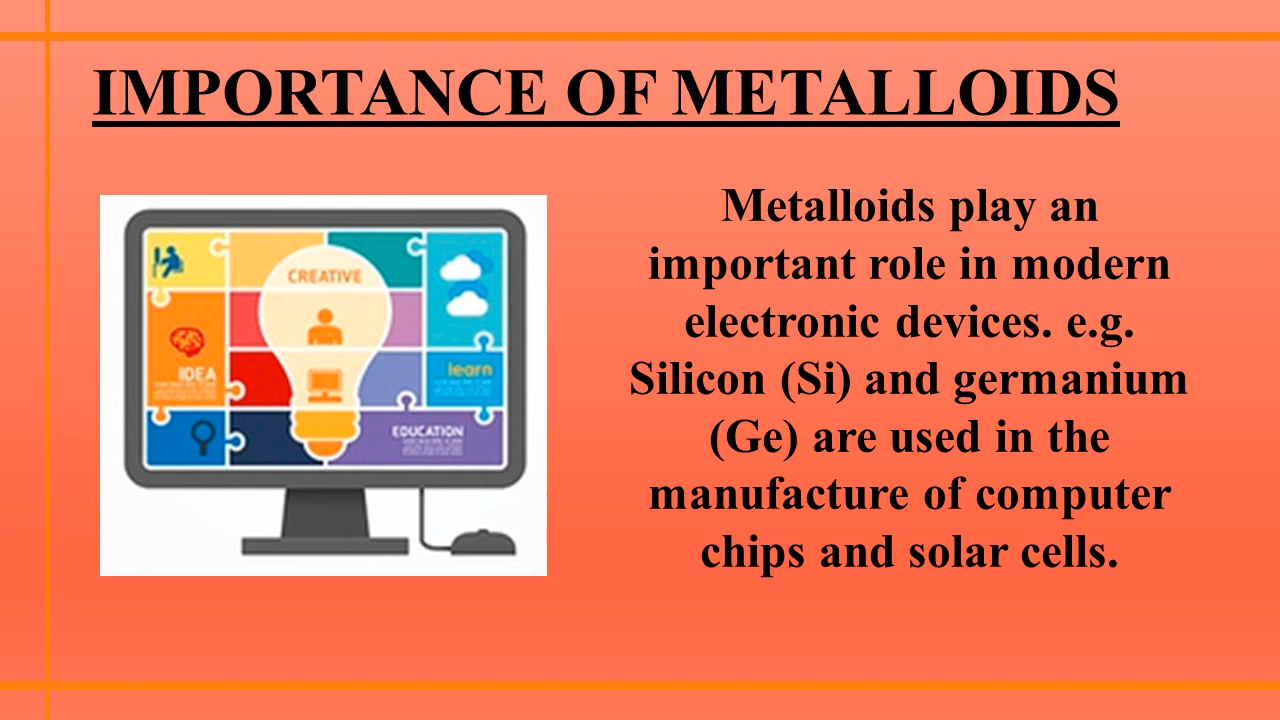 IMPORTANCE OF METALLOIDS
CREATIVE
IDEA
learn
EDUCATION
Metalloids play an
important role in modern
electronic devices. e.g.
Silicon (Si) and germanium
(Ge) are used in the
manufacture of computer
chips and solar cells.